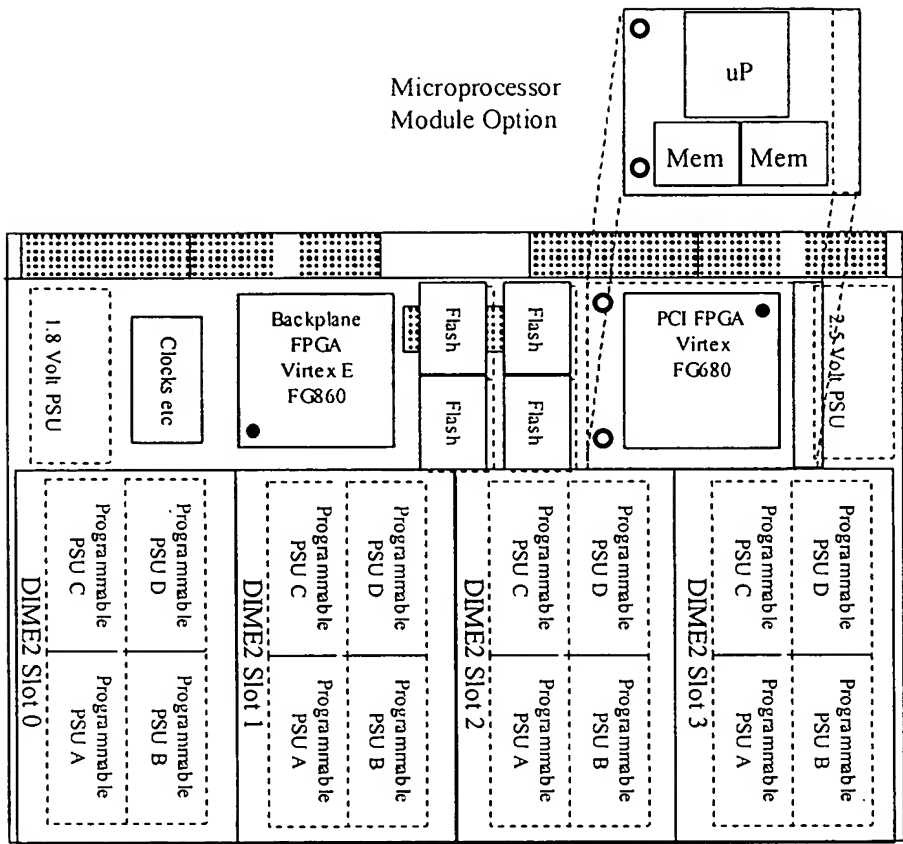 Microprocessor
Module Option
uP
Mem
Mem
1.8 Volt PSU
Clocks etc
Backplane
FPGA
Virtex E
FG860
Flash
Flash
Flash
Flash
PCI FPGA
Virtex
FG680
2.5 Volt PSU
DIME2 Slot 0
Programmable
PSU C
Programmable
PSU D
Programmable
PSU A
Programmable
PSU B
DIME2 Slot 1
Programmable
PSU C
Programmable
PSU D
Programmable
PSU A
Programmable
PSU B
DIME2 Slot 2
Programmable
PSU C
Programmable
PSU D
Programmable
PSU A
Programmable
PSU B
DIME2 Slot 3
Programmable
PSU C
Programmable
PSU D
Programmable
PSU A
Programmable
PSU B